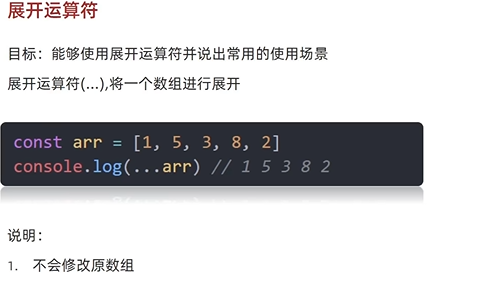 展开运算符
目标：能够使用展开运算符并说出常用的使用场景
展开运算符(...),将一个数组进行展开
const arr = [1, 5, 3, 8, 2]
console.log(...arr) // 1 5 3 8 2
说明：
1. 不会修改原数组